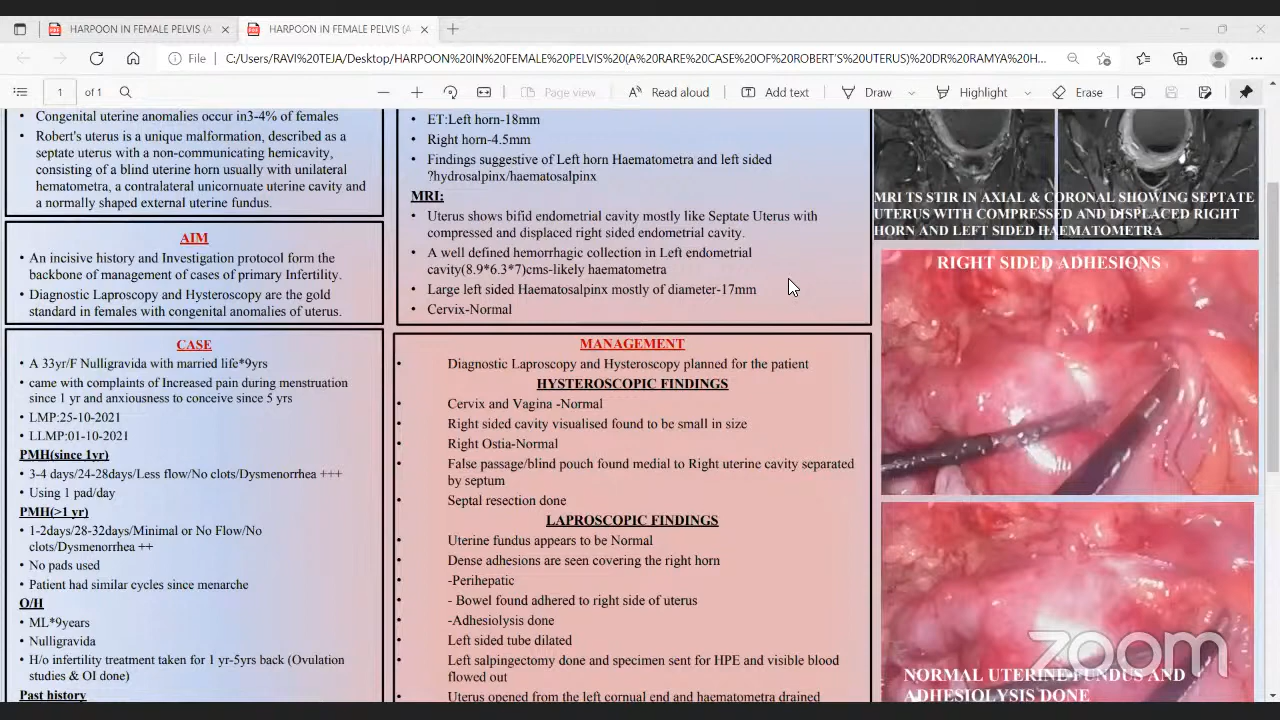 HARPOON IN FEMALE PELVIS (A
HARPOON IN FEMALE PELVIS (A
File
C:/Users/RAVI%20TEJA/Desktop/HARPOON%20IN%20FEMALE%20PELVIS%20(A%20RARE%20CASE%20OF%20ROBERT'S%20UTERUS)%20DR%20RAMYA%20H...
1 of 1
Page view
Read aloud
Add text
Draw
Highlight
Erase
Congenital uterine anomalies occur in3-4% of females
Robert's uterus is a unique malformation, described as a
septate uterus with a non-communicating hemicavity,
consisting of a blind uterine horn usually with unilateral
hematometra, a contralateral unicornuate uterine cavity and
a normally shaped external uterine fundus.
AIM
An incisive history and Investigation protocol form the
backbone of management of cases of primary Infertility.
Diagnostic Laproscopy and Hysteroscopy are the gold
standard in females with congenital anomalies of uterus.
CASE
A 33yr/F Nulligravida with married life*9yrs
came with complaints of Increased pain during menstruation
since 1 yr and anxiousness to conceive since 5 yrs
LMP:25-10-2021
LLMP:01-10-2021
PMH(since 1yr)
3-4 days/24-28days/Less flow/No clots/Dysmenorrhea +++
Using 1 pad/day
PMH(>1 yr)
1-2days/28-32days/Minimal or No Flow/No
clots/Dysmenorrhea ++
No pads used
Patient had similar cycles since menarche
O/H
ML*9years
Nulligravida
H/o infertility treatment taken for 1 yr-5yrs back (Ovulation
studies & OI done)
Past history
ET:Left horn-18mm
Right horn-4.5mm
Findings suggestive of Left horn Haematometra and left sided
?hydrosalpinx/haematosalpinx
MRI:
Uterus shows bifid endometrial cavity mostly like Septate Uterus with
compressed and displaced right sided endometrial cavity.
A well defined hemorrhagic collection in Left endometrial
cavity(8.9*6.3*7)cms-likely haematometra
Large left sided Haematosalpinx mostly of diameter-17mm
Cervix-Normal
MANAGEMENT
Diagnostic Laproscopy and Hysteroscopy planned for the patient
HYSTEROSCOPIC FINDINGS
Cervix and Vagina -Normal
Right sided cavity visualised found to be small in size
Right Ostia-Normal
False passage/blind pouch found medial to Right uterine cavity separated
by septum
Septal resection done
LAPROSCOPIC FINDINGS
Uterine fundus appears to be Normal
Dense adhesions are seen covering the right horn
-Perihepatic
- Bowel found adhered to right side of uterus
-Adhesiolysis done
Left sided tube dilated
Left salpingectomy done and specimen sent for HPE and visible blood
flowed out
Uterus opened from the left cornual end and haematometra drained
MRI TS STIR IN AXIAL & CORONAL SHOWING SEPTATE
UTERUS WITH COMPRESSED AND DISPLACED RIGHT
HORN AND LEFT SIDED HAEMATOMETRA
RIGHT SIDED ADHESIONS
NORMAL UTERINE FUNDUS AND
ADHESIOLYSIS DONE
zoom